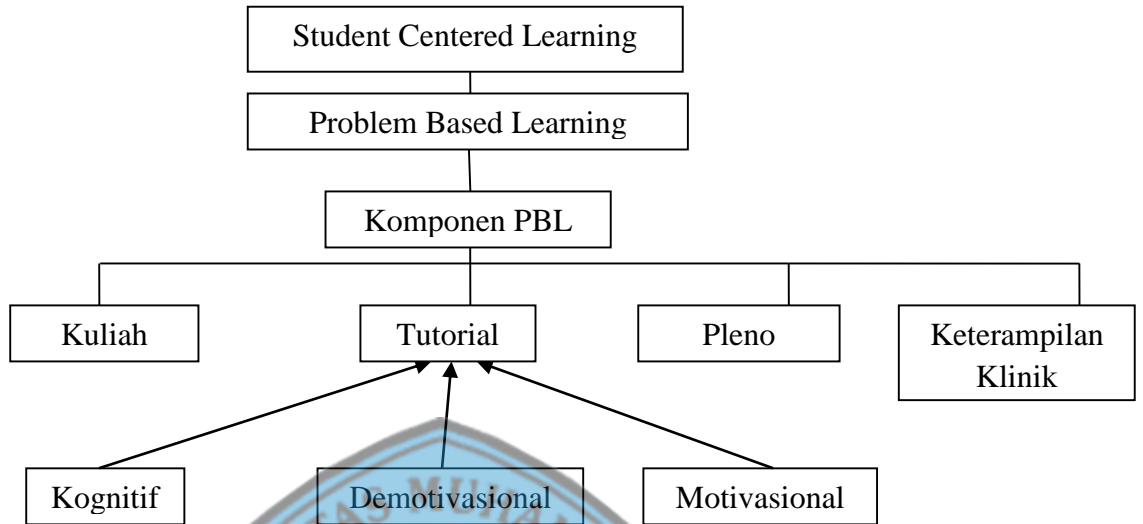 Student Centered Learning
Problem Based Learning
Komponen PBL
Kuliah
Tutorial
Pleno
Keterampilan
Klinik
Kognitif
Demotivasional
Motivasional